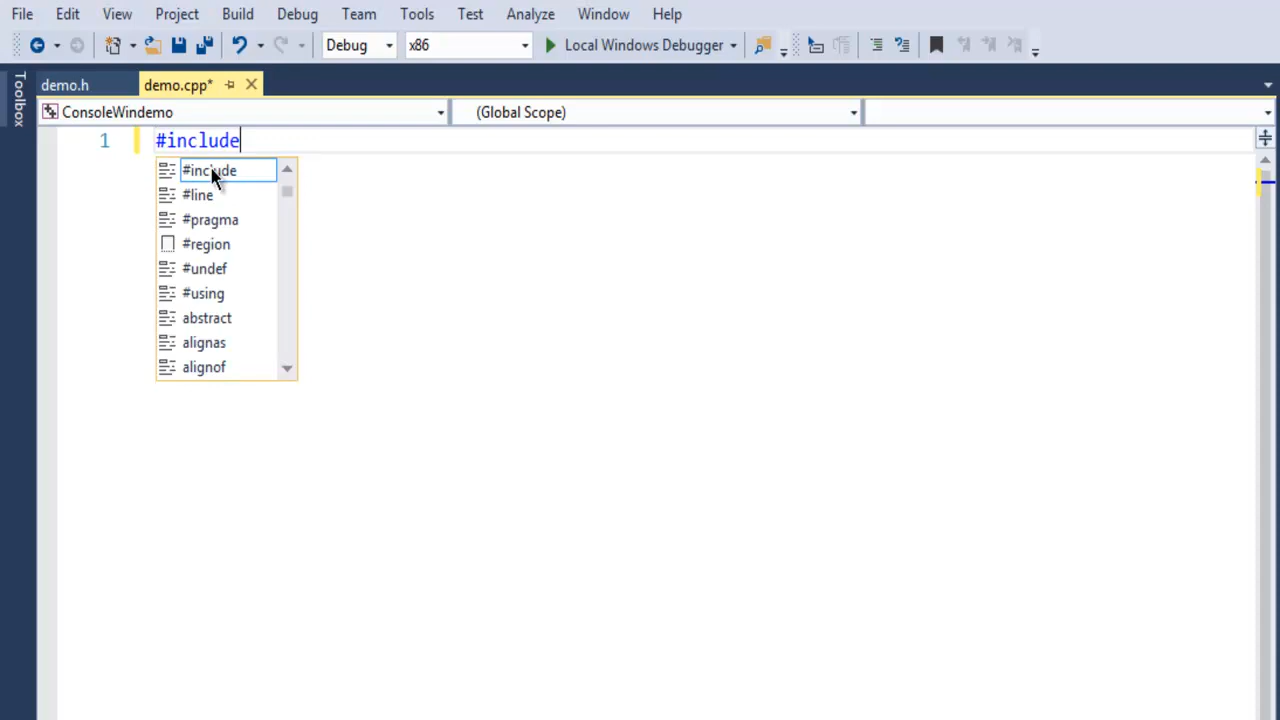 File Edit View Project Build Debug Team Tools Test Analyze Window Help
Debug x86 Local Windows Debugger
Toolbox
demo.h demo.cpp*
ConsoleWindemo (Global Scope)
1 #include
#include
#line
#pragma
#region
#undef
#using
abstract
alignas
alignof